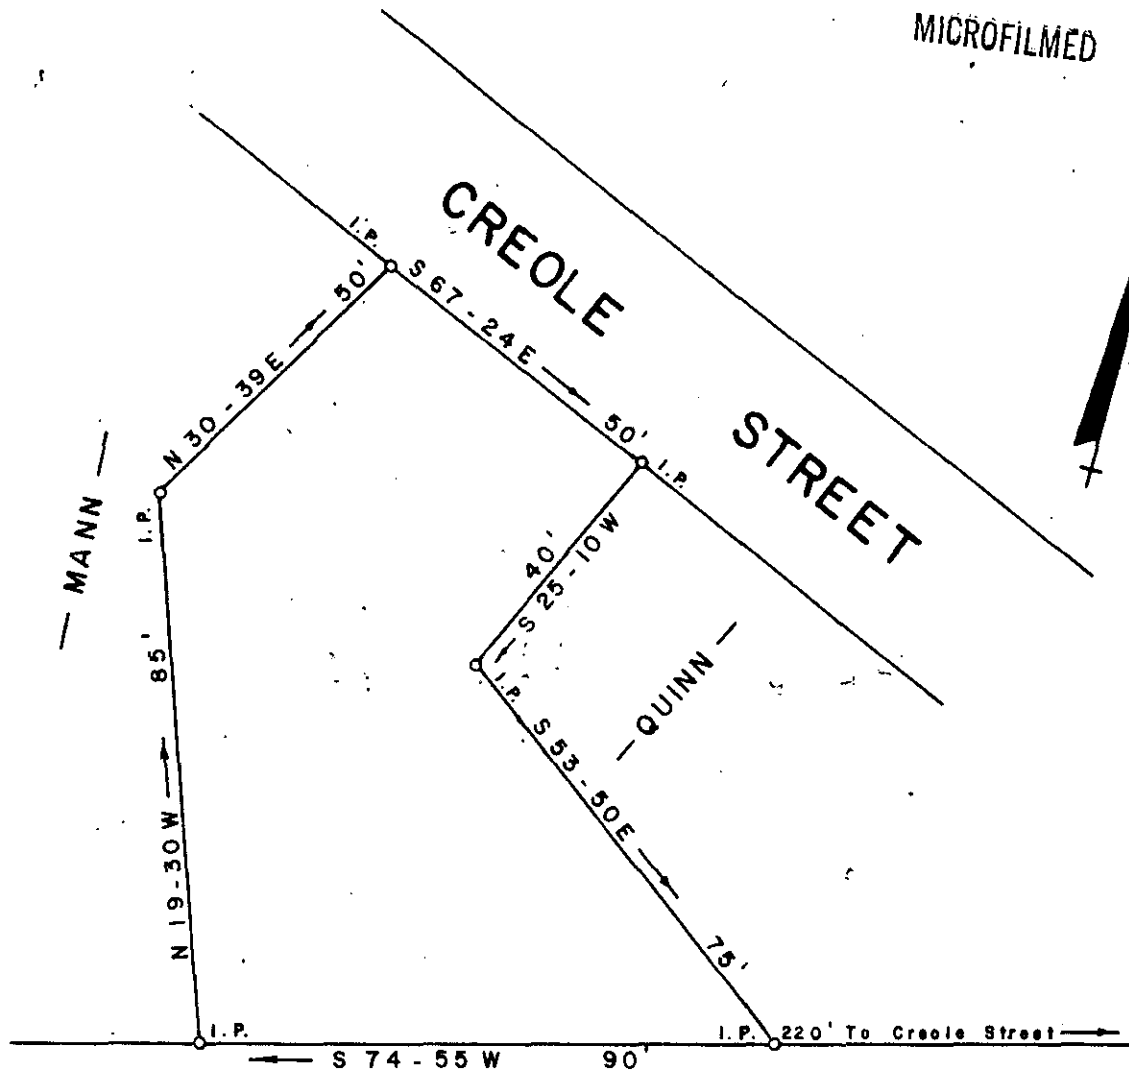 MICROFILMED
CREOLE
STREET
I.P.
S 67 - 24 E
50'
I.P.
N 30 - 39 E
50'
I.P.
— MANN —
40'
S 25 - 10 W
I.P.
— QUINN —
S 53 - 50 E
75'
85'
N 19 - 30 W
I.P.
I.P.
220' To Creole Street
S 74 - 55 W
90'